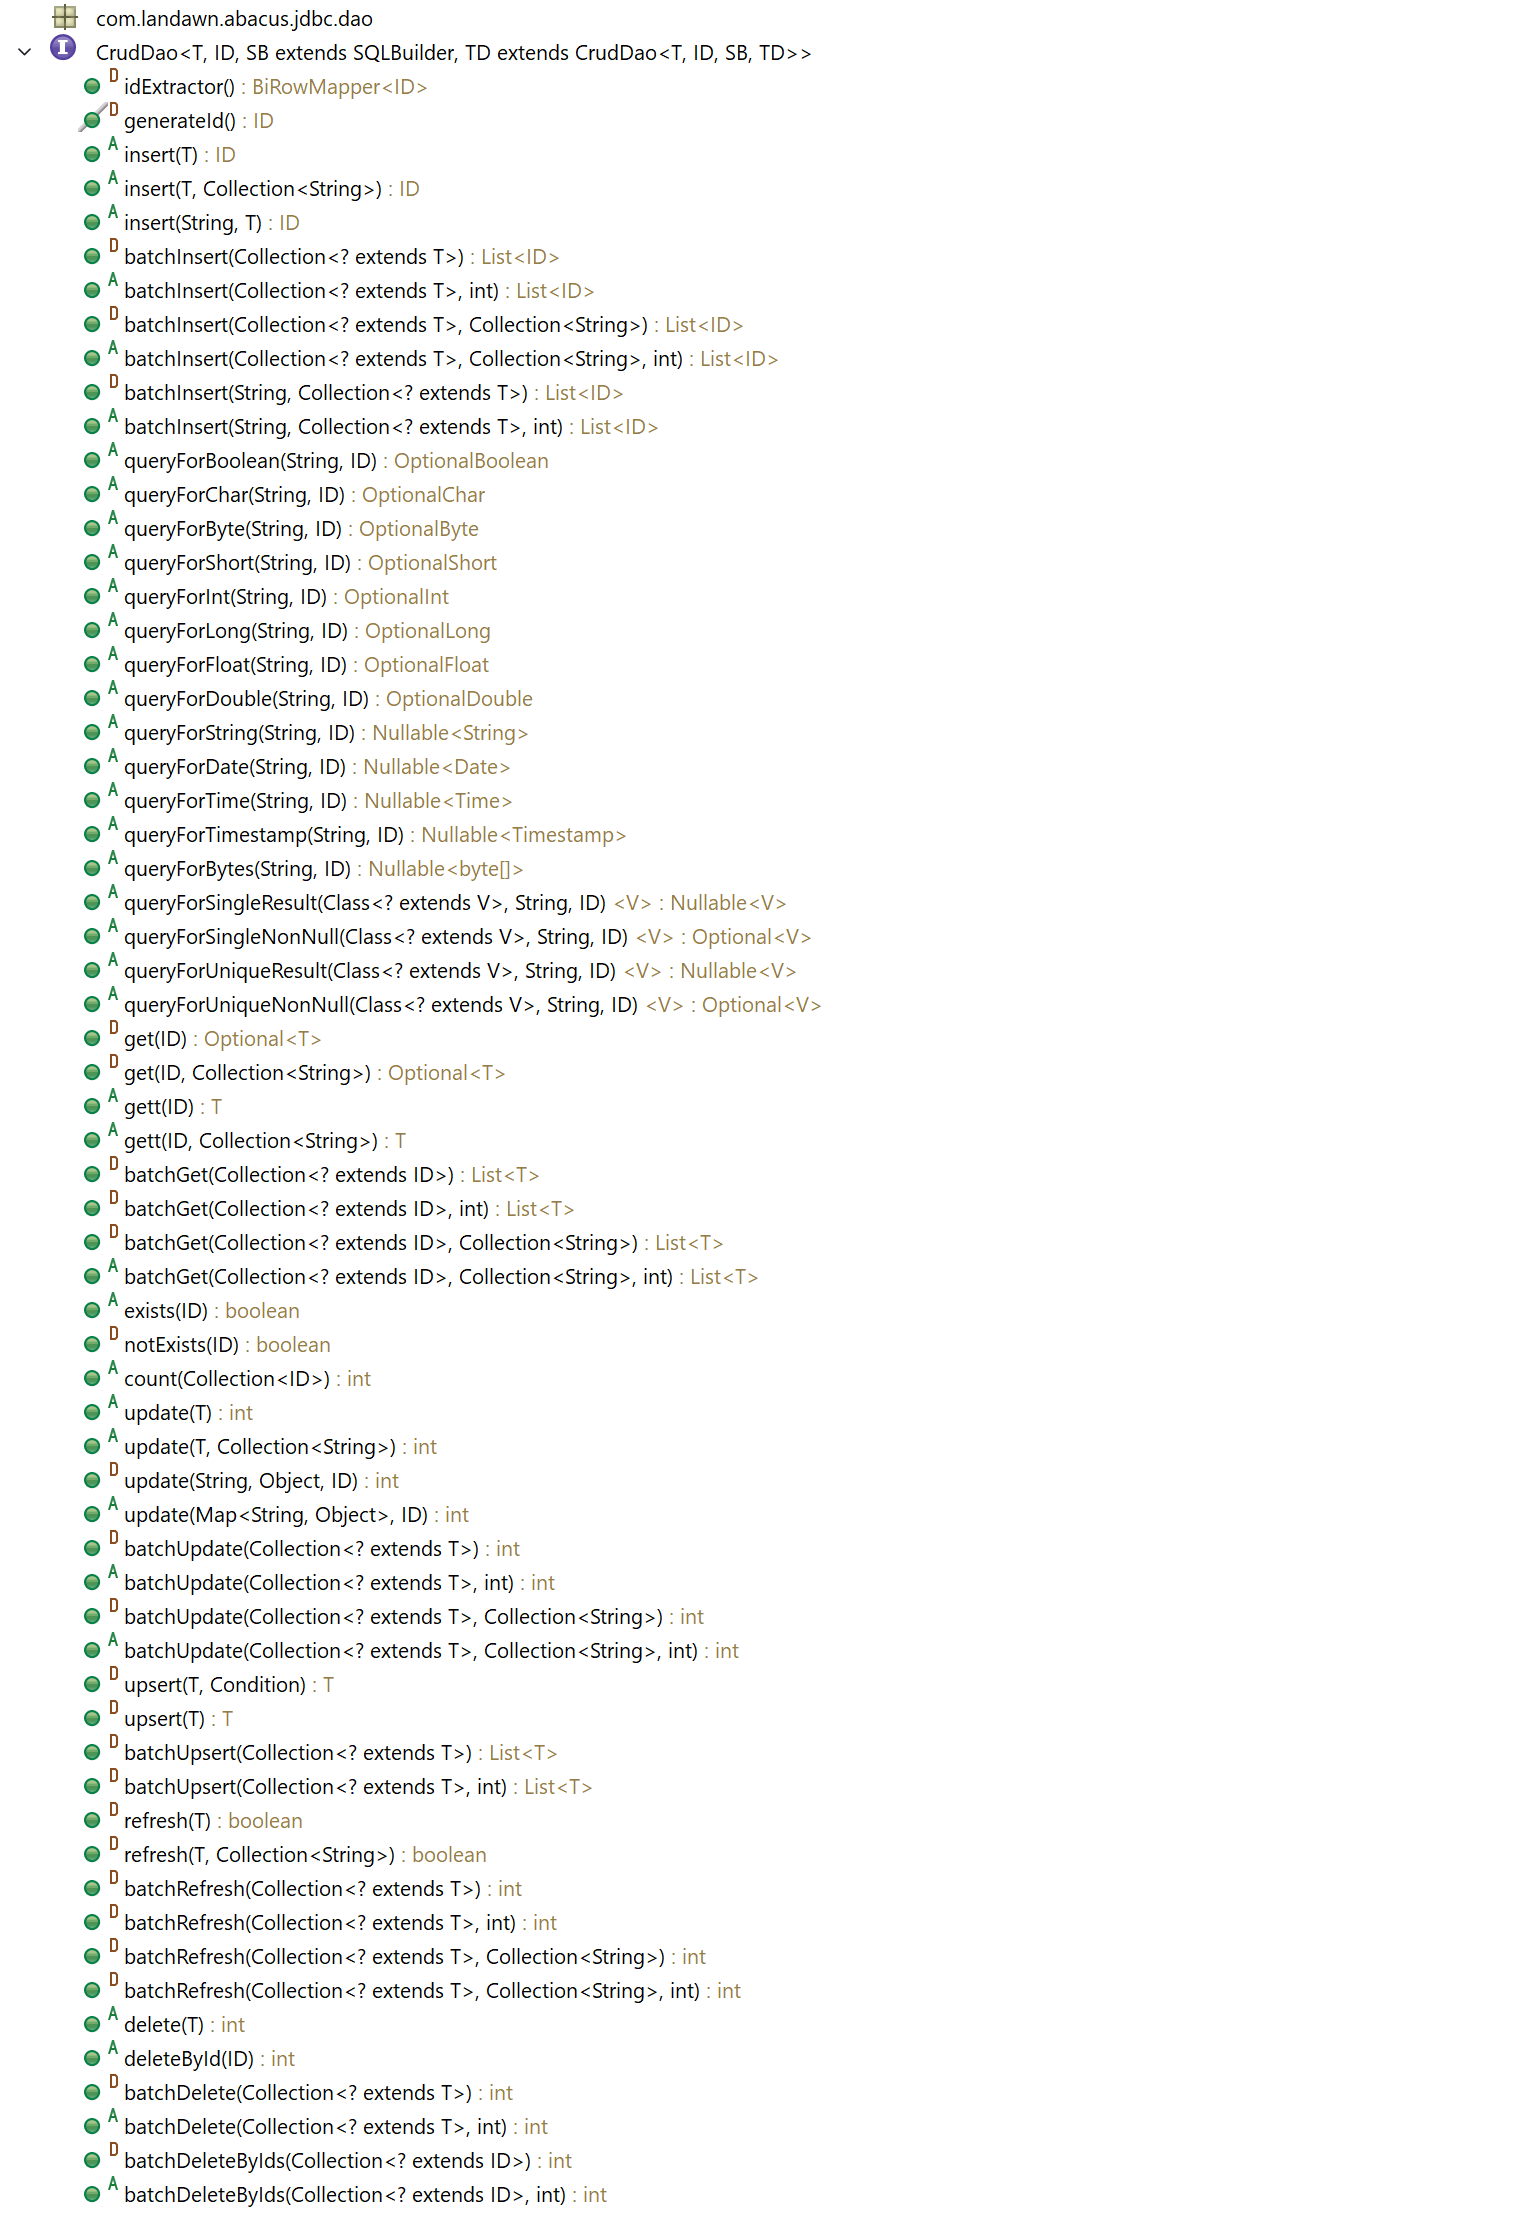 com.landawn.abacus.jdbc.dao
I CrudDao<T, ID, SB extends SQLBuilder, TD extends CrudDao<T, ID, SB, TD>>
D idExtractor() : BiRowMapper<ID>
D generateId() : ID
A insert(T) : ID
A insert(T, Collection<String>) : ID
A insert(String, T) : ID
D batchInsert(Collection<? extends T>) : List<ID>
A batchInsert(Collection<? extends T>, int) : List<ID>
D batchInsert(Collection<? extends T>, Collection<String>) : List<ID>
A batchInsert(Collection<? extends T>, Collection<String>, int) : List<ID>
D batchInsert(String, Collection<? extends T>) : List<ID>
A batchInsert(String, Collection<? extends T>, int) : List<ID>
A queryForBoolean(String, ID) : OptionalBoolean
A queryForChar(String, ID) : OptionalChar
A queryForByte(String, ID) : OptionalByte
A queryForShort(String, ID) : OptionalShort
A queryForInt(String, ID) : OptionalInt
A queryForLong(String, ID) : OptionalLong
A queryForFloat(String, ID) : OptionalFloat
A queryForDouble(String, ID) : OptionalDouble
A queryForString(String, ID) : Nullable<String>
A queryForDate(String, ID) : Nullable<Date>
A queryForTime(String, ID) : Nullable<Time>
A queryForTimestamp(String, ID) : Nullable<Timestamp>
A queryForBytes(String, ID) : Nullable<byte[]>
A queryForSingleResult(Class<? extends V>, String, ID) <V> : Nullable<V>
A queryForSingleNonNull(Class<? extends V>, String, ID) <V> : Optional<V>
A queryForUniqueResult(Class<? extends V>, String, ID) <V> : Nullable<V>
A queryForUniqueNonNull(Class<? extends V>, String, ID) <V> : Optional<V>
D get(ID) : Optional<T>
D get(ID, Collection<String>) : Optional<T>
A gett(ID) : T
A gett(ID, Collection<String>) : T
D batchGet(Collection<? extends ID>) : List<T>
D batchGet(Collection<? extends ID>, int) : List<T>
D batchGet(Collection<? extends ID>, Collection<String>) : List<T>
A batchGet(Collection<? extends ID>, Collection<String>, int) : List<T>
A exists(ID) : boolean
D notExists(ID) : boolean
A count(Collection<ID>) : int
A update(T) : int
A update(T, Collection<String>) : int
D update(String, Object, ID) : int
A update(Map<String, Object>, ID) : int
D batchUpdate(Collection<? extends T>) : int
A batchUpdate(Collection<? extends T>, int) : int
D batchUpdate(Collection<? extends T>, Collection<String>) : int
A batchUpdate(Collection<? extends T>, Collection<String>, int) : int
D upsert(T, Condition) : T
D upsert(T) : T
D batchUpsert(Collection<? extends T>) : List<T>
D batchUpsert(Collection<? extends T>, int) : List<T>
D refresh(T) : boolean
D refresh(T, Collection<String>) : boolean
D batchRefresh(Collection<? extends T>) : int
D batchRefresh(Collection<? extends T>, int) : int
D batchRefresh(Collection<? extends T>, Collection<String>) : int
D batchRefresh(Collection<? extends T>, Collection<String>, int) : int
A delete(T) : int
A deleteById(ID) : int
D batchDelete(Collection<? extends T>) : int
A batchDelete(Collection<? extends T>, int) : int
D batchDeleteByIds(Collection<? extends ID>) : int
A batchDeleteByIds(Collection<? extends ID>, int) : int